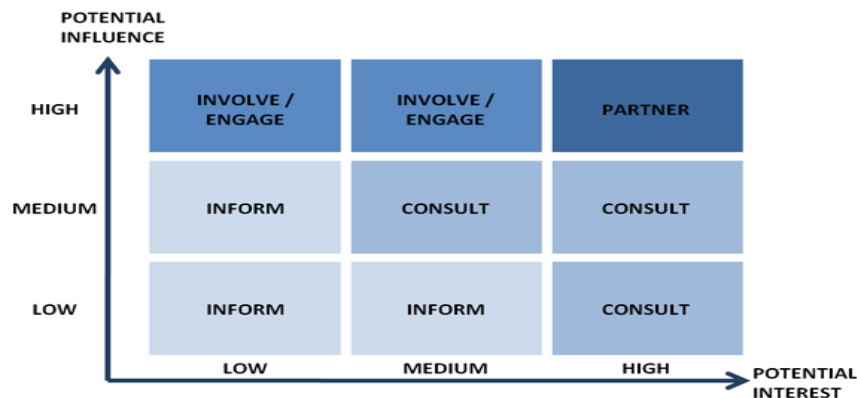 POTENTIAL
INFLUENCE
HIGH
INVOLVE /
ENGAGE
INVOLVE /
ENGAGE
PARTNER
MEDIUM
INFORM
CONSULT
CONSULT
LOW
INFORM
INFORM
CONSULT
LOW
MEDIUM
HIGH
POTENTIAL
INTEREST